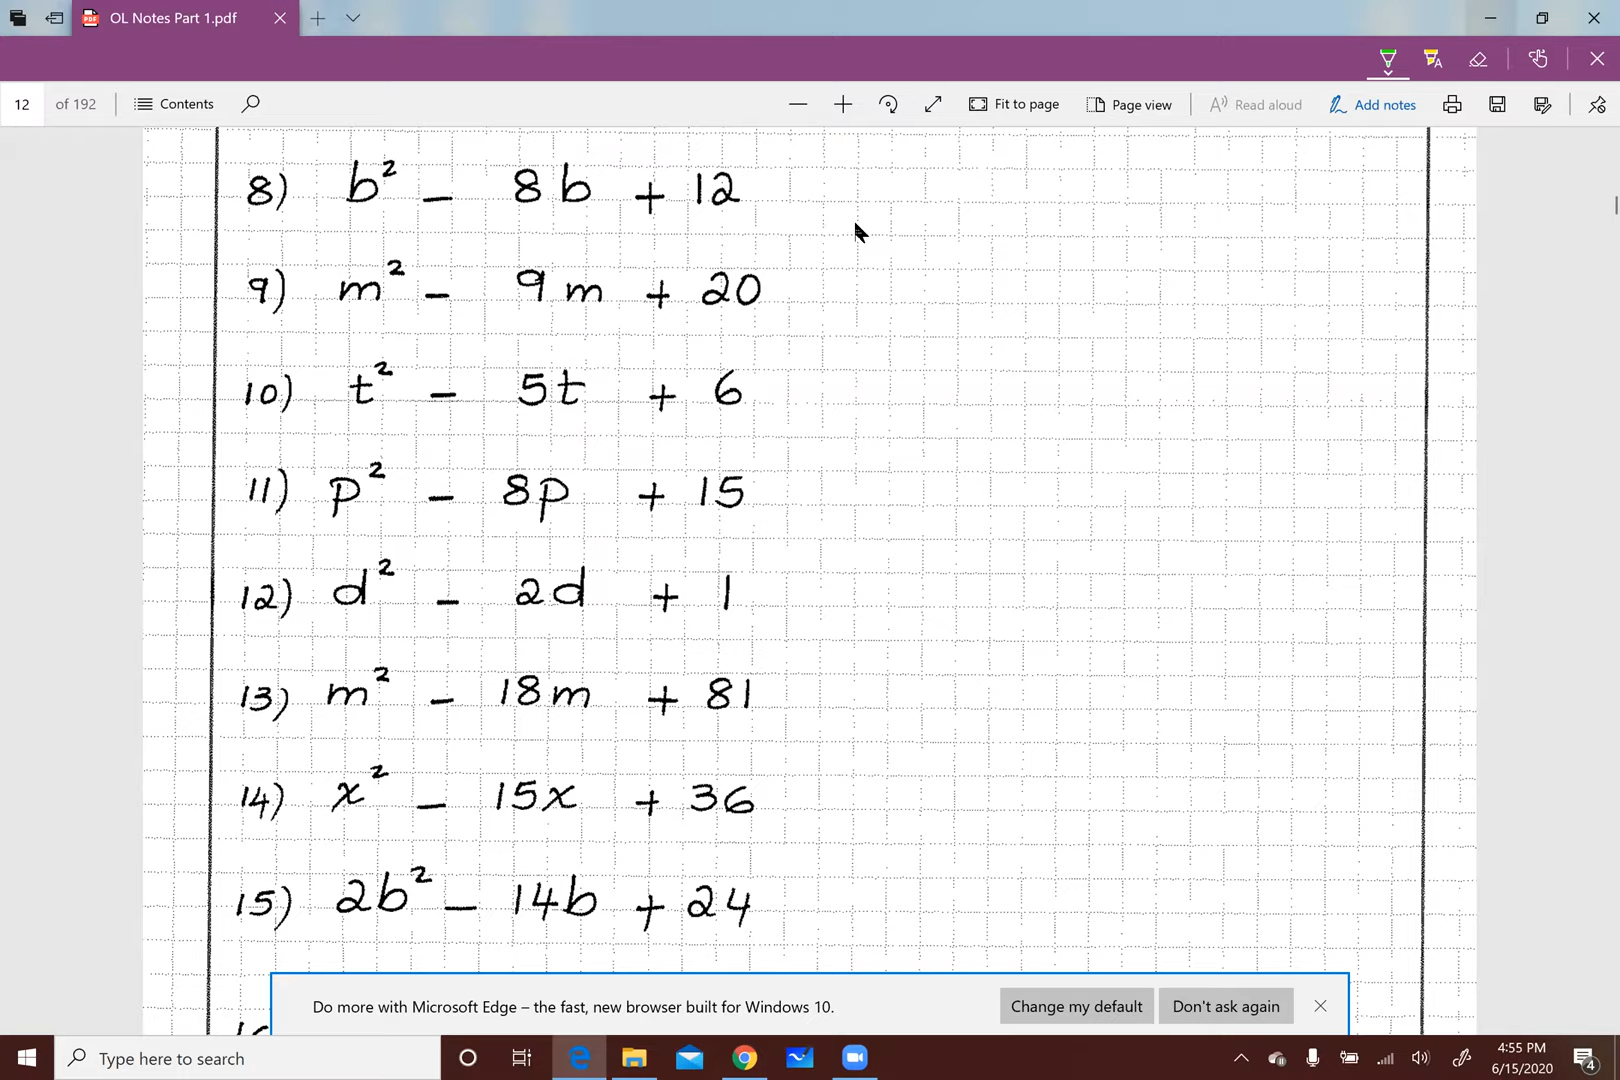 OL Notes Part 1.pdf
12 of 192 Contents Fit to page Page view Read aloud Add notes
8) b² - 8b + 12
9) m² - 9m + 20
10) t² - 5t + 6
11) p² - 8p + 15
12) d² - 2d + 1
13) m² - 18m + 81
14) x² - 15x + 36
15) 2b² - 14b + 24
Do more with Microsoft Edge – the fast, new browser built for Windows 10. Change my default Don't ask again
Type here to search
4:55 PM
6/15/2020
4